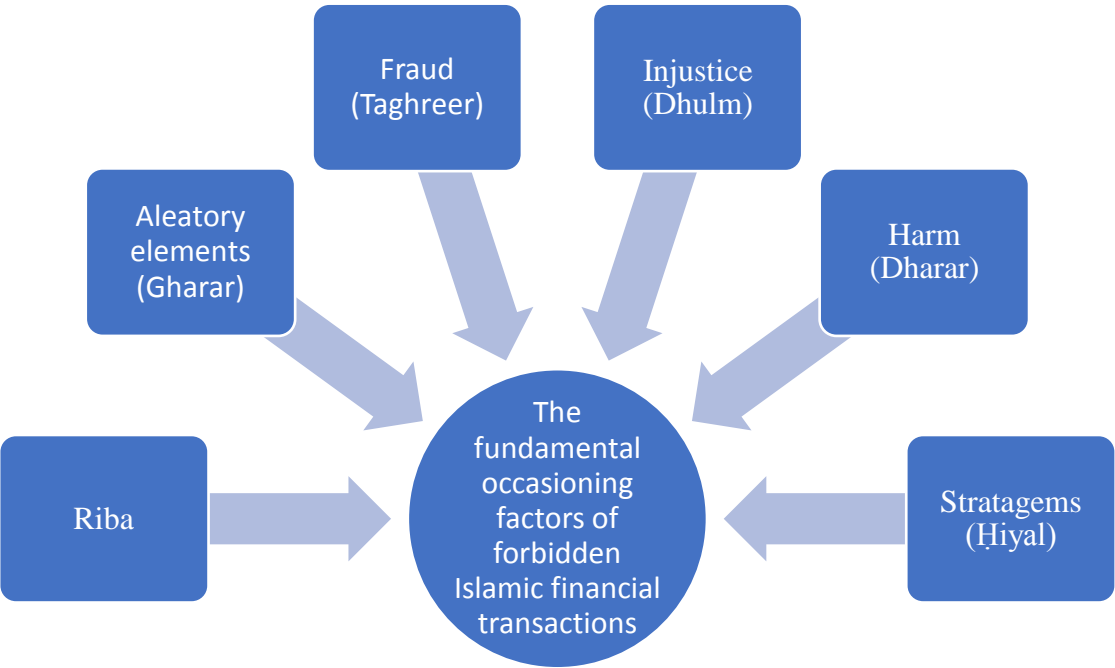 Fraud
(Taghreer)
Injustice
(Dhulm)
Aleatory
elements
(Gharar)
Harm
(Dharar)
Riba
The
fundamental
occasioning
factors of
forbidden
Islamic financial
transactions
Stratagems
(Ḥiyal)